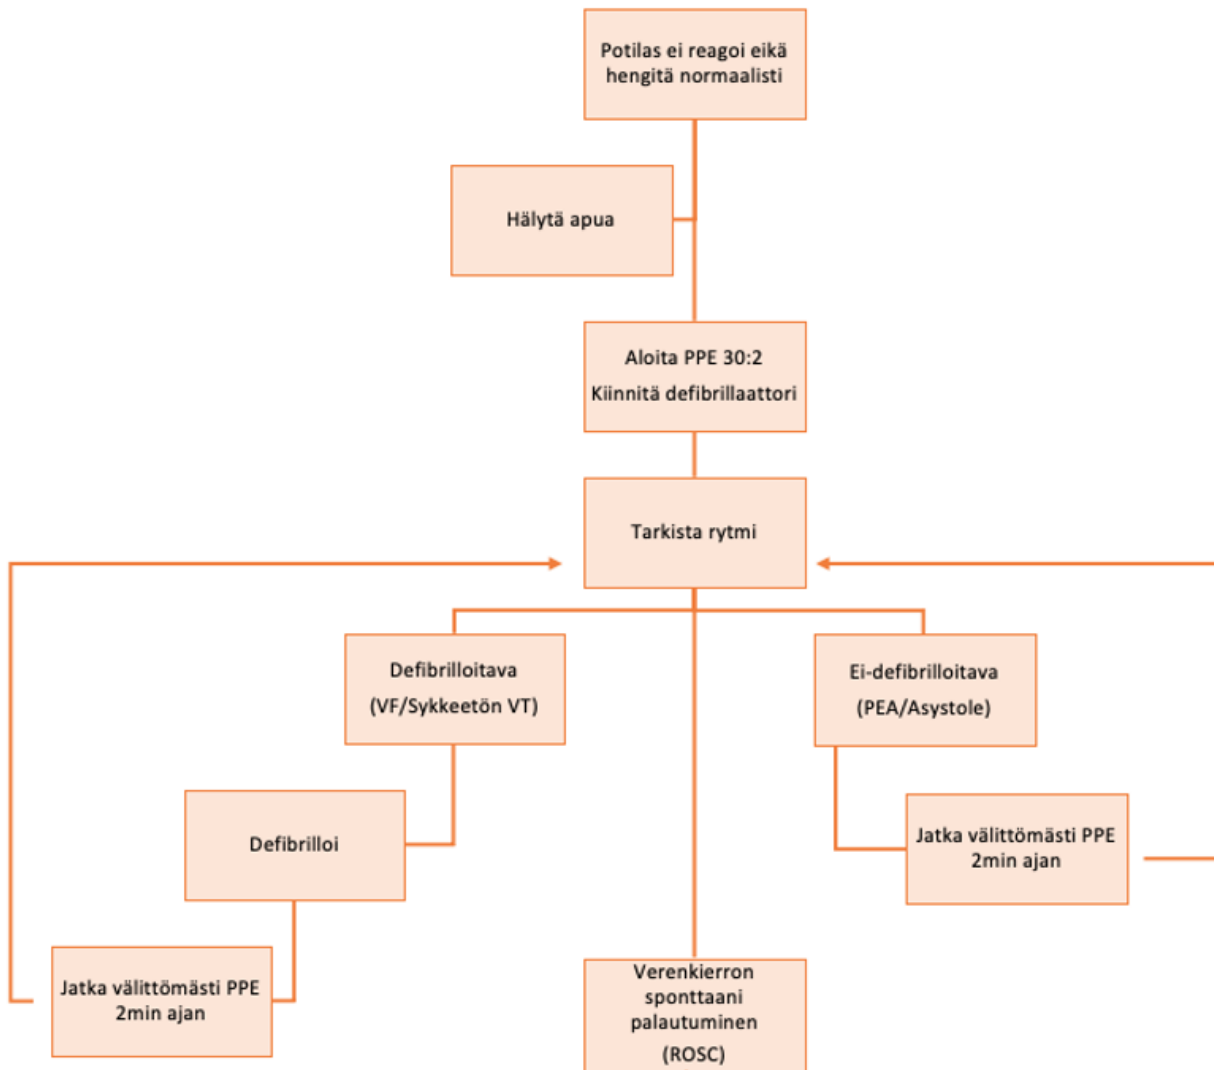 Potilas ei reagoi eikä
hengitä normaalisti
Hälytä apua
Aloita PPE 30:2
Kiinnitä defibrillaattori
Tarkista rytmi
Defibrilloitava
(VF/Sykkeetön VT)
Ei-defibrilloitava
(PEA/Asystole)
Defibrilloi
Jatka välittömästi PPE
2min ajan
Jatka välittömästi PPE
2min ajan
Verenkierron
sponttaani
palautuminen
(ROSC)